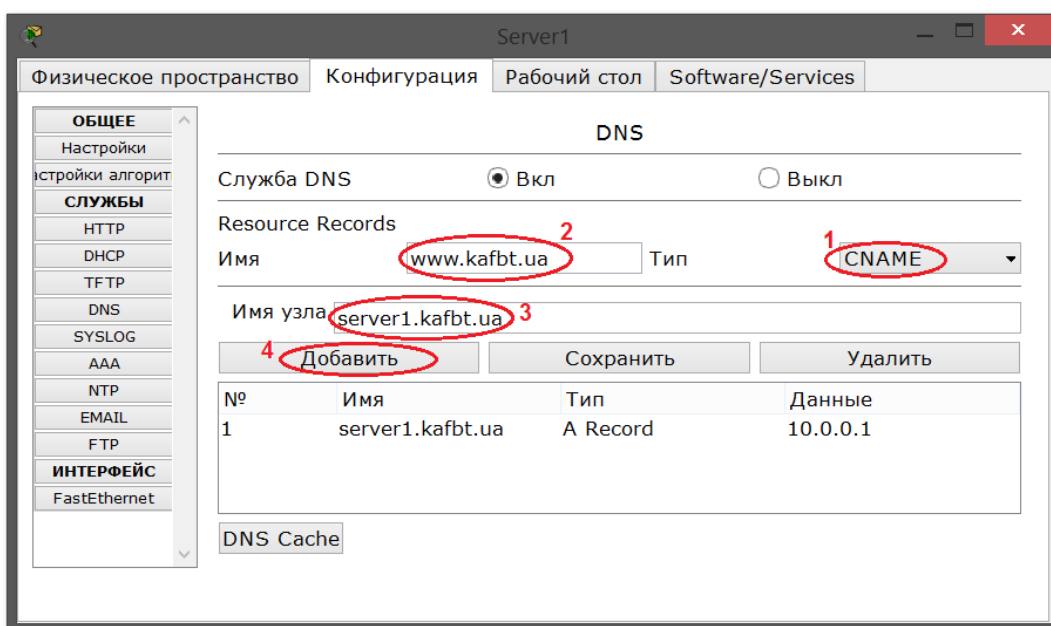 Server1
Физическое пространство Конфигурация Рабочий стол Software/Services
ОБЩЕЕ
Настройки
астройки алгорит
СЛУЖБЫ
HTTP
DHCP
TFTP
DNS
SYSLOG
AAA
NTP
EMAIL
FTP
ИНТЕРФЕЙС
FastEthernet
DNS
Служба DNS Вкл Выкл
Resource Records
2 1
Имя www.kafbt.ua Тип CNAME
Имя узла server1.kafbt.ua 3
4 Добавить Сохранить Удалить
№ Имя Тип Данные
1 server1.kafbt.ua A Record 10.0.0.1
DNS Cache